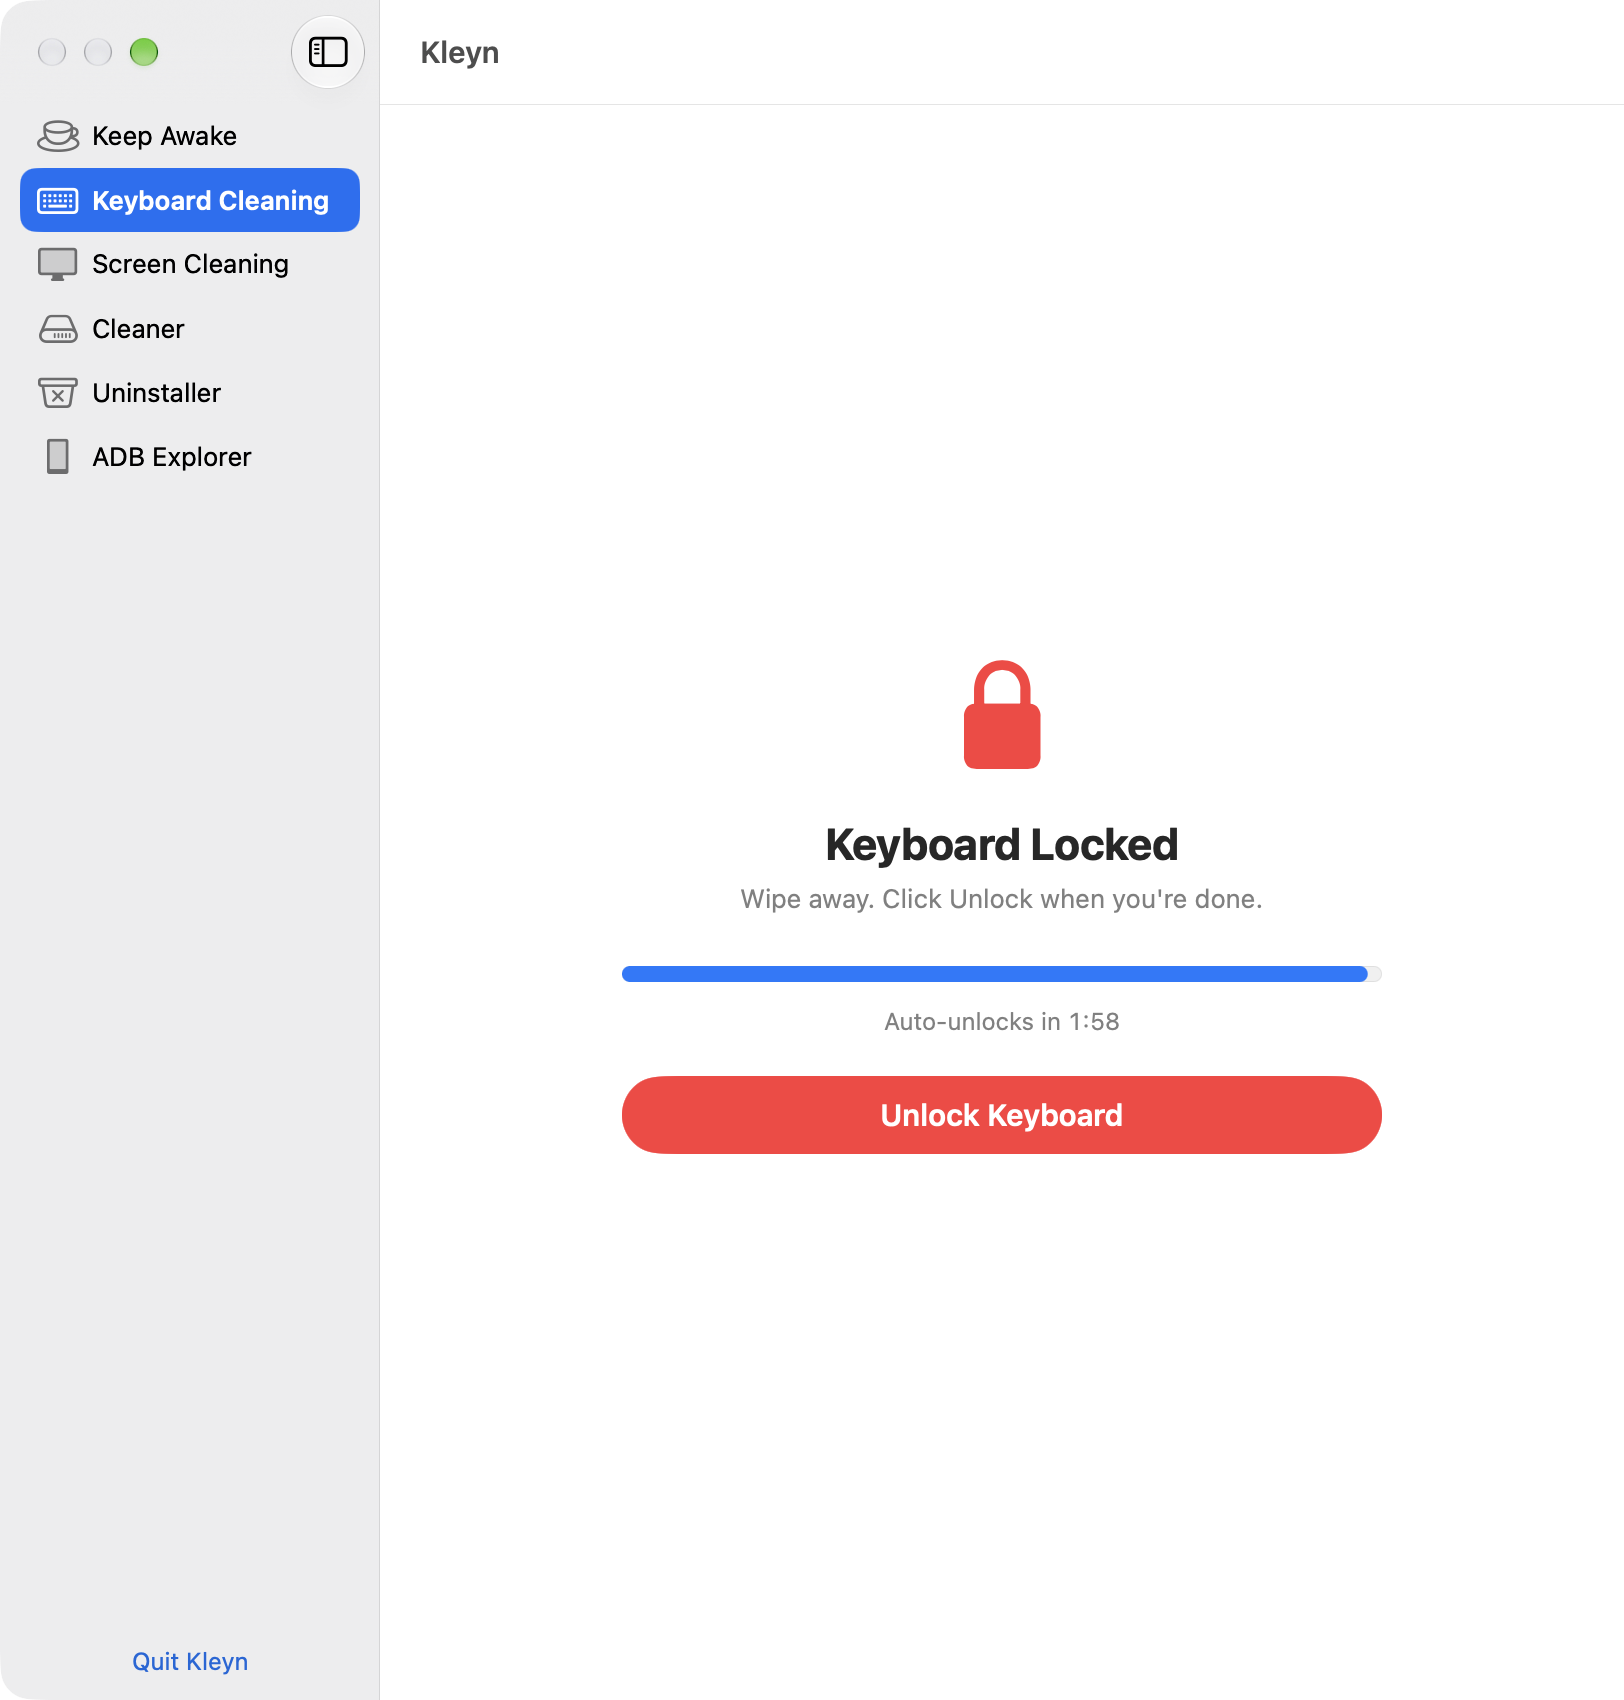 Kleyn
Keep Awake
Keyboard Cleaning
Screen Cleaning
Cleaner
Uninstaller
ADB Explorer
Keyboard Locked
Wipe away. Click Unlock when you're done.
Auto-unlocks in 1:58
Unlock Keyboard
Quit Kleyn